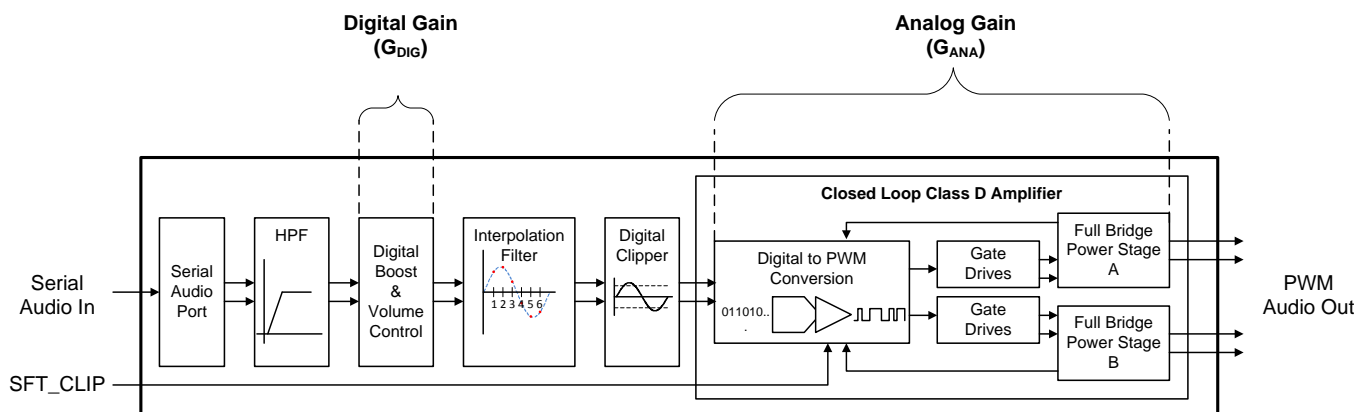 Digital Gain
(GDIG)
Analog Gain
(GANA)
Closed Loop Class D Amplifier
Serial
Audio In
Serial
Audio
Port
HPF
Digital
Boost
&
Volume
Control
Interpolation
Filter
1 2 3 4 5 6
Digital
Clipper
Digital to PWM
Conversion
011010..
.
Gate
Drives
Gate
Drives
Full Bridge
Power Stage
A
Full Bridge
Power Stage
B
PWM
Audio Out
SFT_CLIP